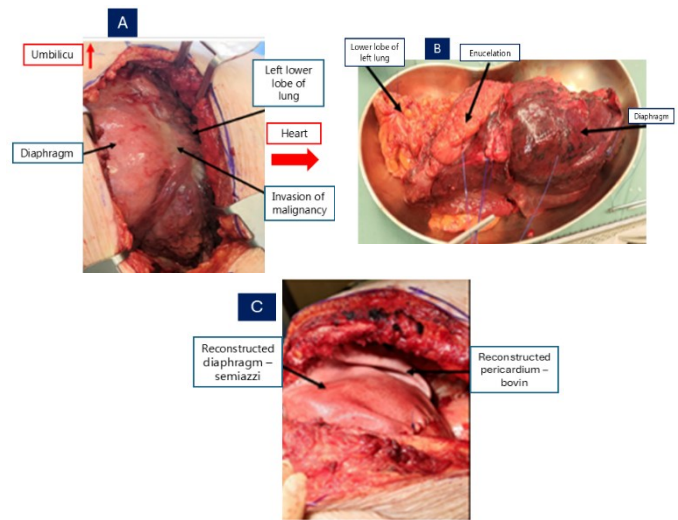 A
Umbilicu
Left lower
lobe of
lung
Heart
Diaphragm
Invasion of
malignancy
B
Lower lobe of
left lung
Enucelation
Diaphragm
C
Reconstructed
diaphragm –
semiazzi
Reconstructed
pericardium –
bovin